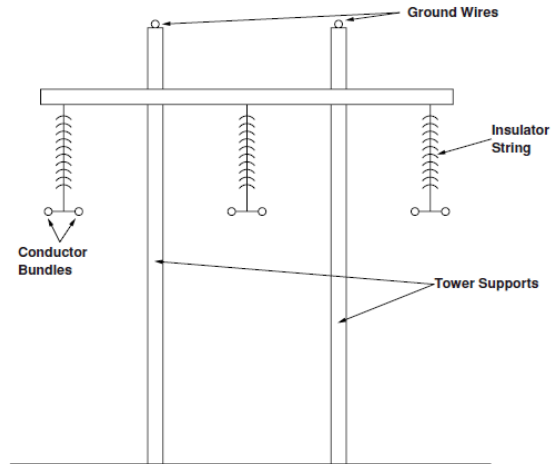 Ground Wires
Insulator
String
Conductor
Bundles
Tower Supports